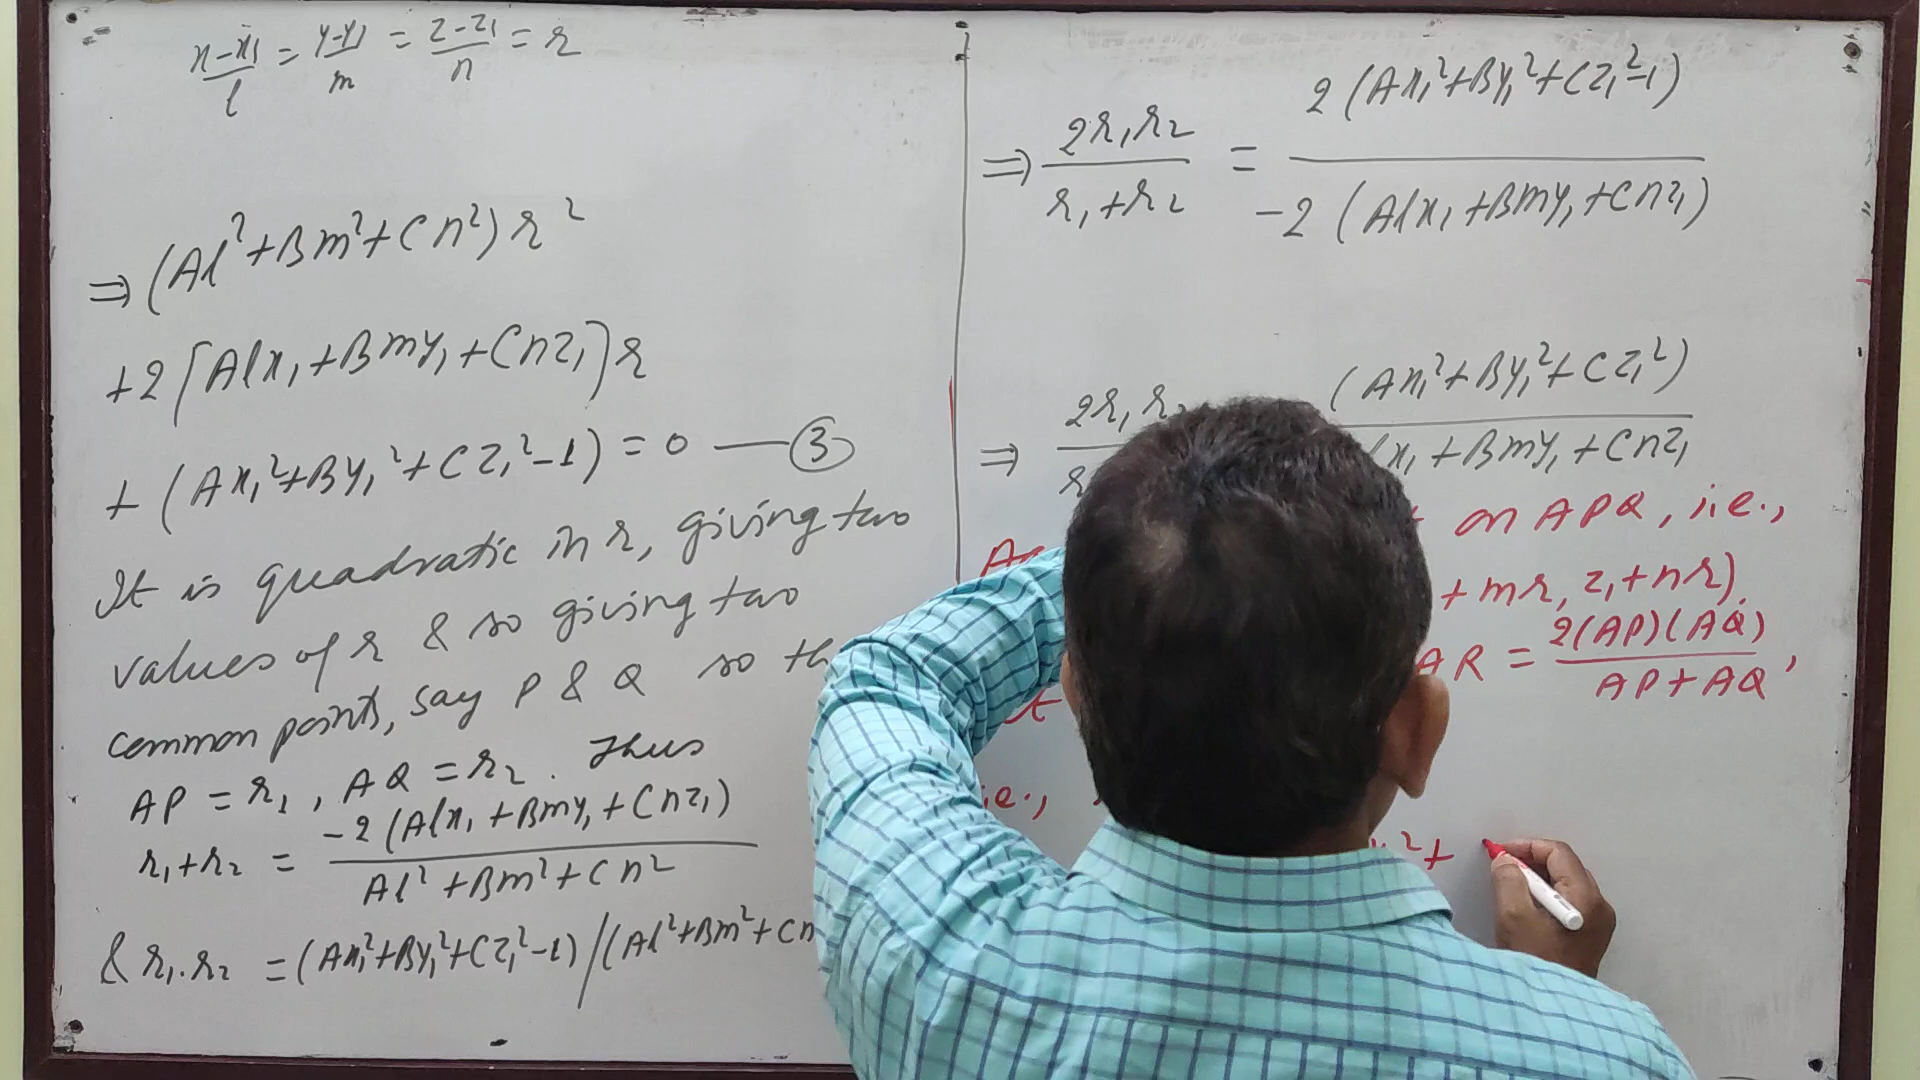 x-x₁/l = y-y₁/m = z-z₁/n = r
⇒ (Al²+Bm²+Cn²) r²
+2 [Alx₁+Bmy₁+Cnz₁] r
+ (Ax₁²+By₁²+Cz₁²-1) = 0 — ③
It is quadratic in r, giving two
values of r & so giving two
common points, say P & Q so
AP = r₁, AQ = r₂. Thus
r₁+r₂ = -2(Alx₁+Bmy₁+Cnz₁) / Al²+Bm²+Cn²
& r₁.r₂ = (Ax₁²+By₁²+Cz₁²-1)/(Al²+Bm²+Cn
⇒ 2r₁r₂ / r₁+r₂ = 2(Ax₁²+By₁²+Cz₁²-1) / -2(Alx₁+Bmy₁+Cnz₁)
⇒ 2r₁r₂ (Ax₁²+By₁²+Cz₁²) / x₁+Bmy₁+Cnz₁
on APQ, i.e.,
+mr, z₁+nr).
AR = 2(AP)(AQ) / AP+AQ,
i.e.,
²+